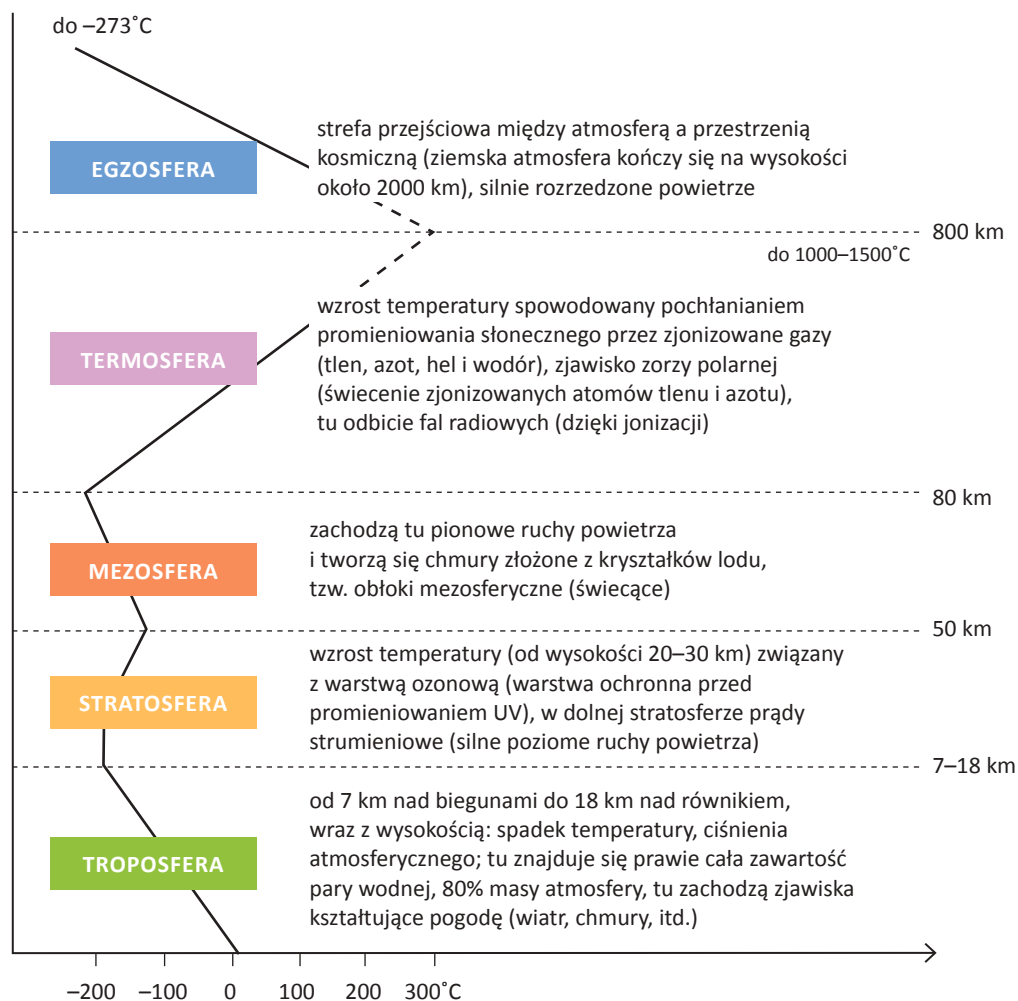 do –273˚C
EGZOSFERA
strefa przejściowa między atmosferą a przestrzenią
kosmiczną (ziemska atmosfera kończy się na wysokości
około 2000 km), silnie rozrzedzone powietrze
800 km
do 1000–1500˚C
TERMOSFERA
wzrost temperatury spowodowany pochłanianiem
promieniowania słonecznego przez zjonizowane gazy
(tlen, azot, hel i wodór), zjawisko zorzy polarnej
(świecenie zjonizowanych atomów tlenu i azotu),
tu odbicie fal radiowych (dzięki jonizacji)
80 km
MEZOSFERA
zachodzą tu pionowe ruchy powietrza
i tworzą się chmury złożone z kryształków lodu,
tzw. obłoki mezosferyczne (świecące)
50 km
STRATOSFERA
wzrost temperatury (od wysokości 20–30 km) związany
z warstwą ozonową (warstwa ochronna przed
promieniowaniem UV), w dolnej stratosferze prądy
strumieniowe (silne poziome ruchy powietrza)
7–18 km
TROPOSFERA
od 7 km nad biegunami do 18 km nad równikiem,
wraz z wysokością: spadek temperatury, ciśnienia
atmosferycznego; tu znajduje się prawie cała zawartość
pary wodnej, 80% masy atmosfery, tu zachodzą zjawiska
kształtujące pogodę (wiatr, chmury, itd.)
–200 –100 0 100 200 300˚C